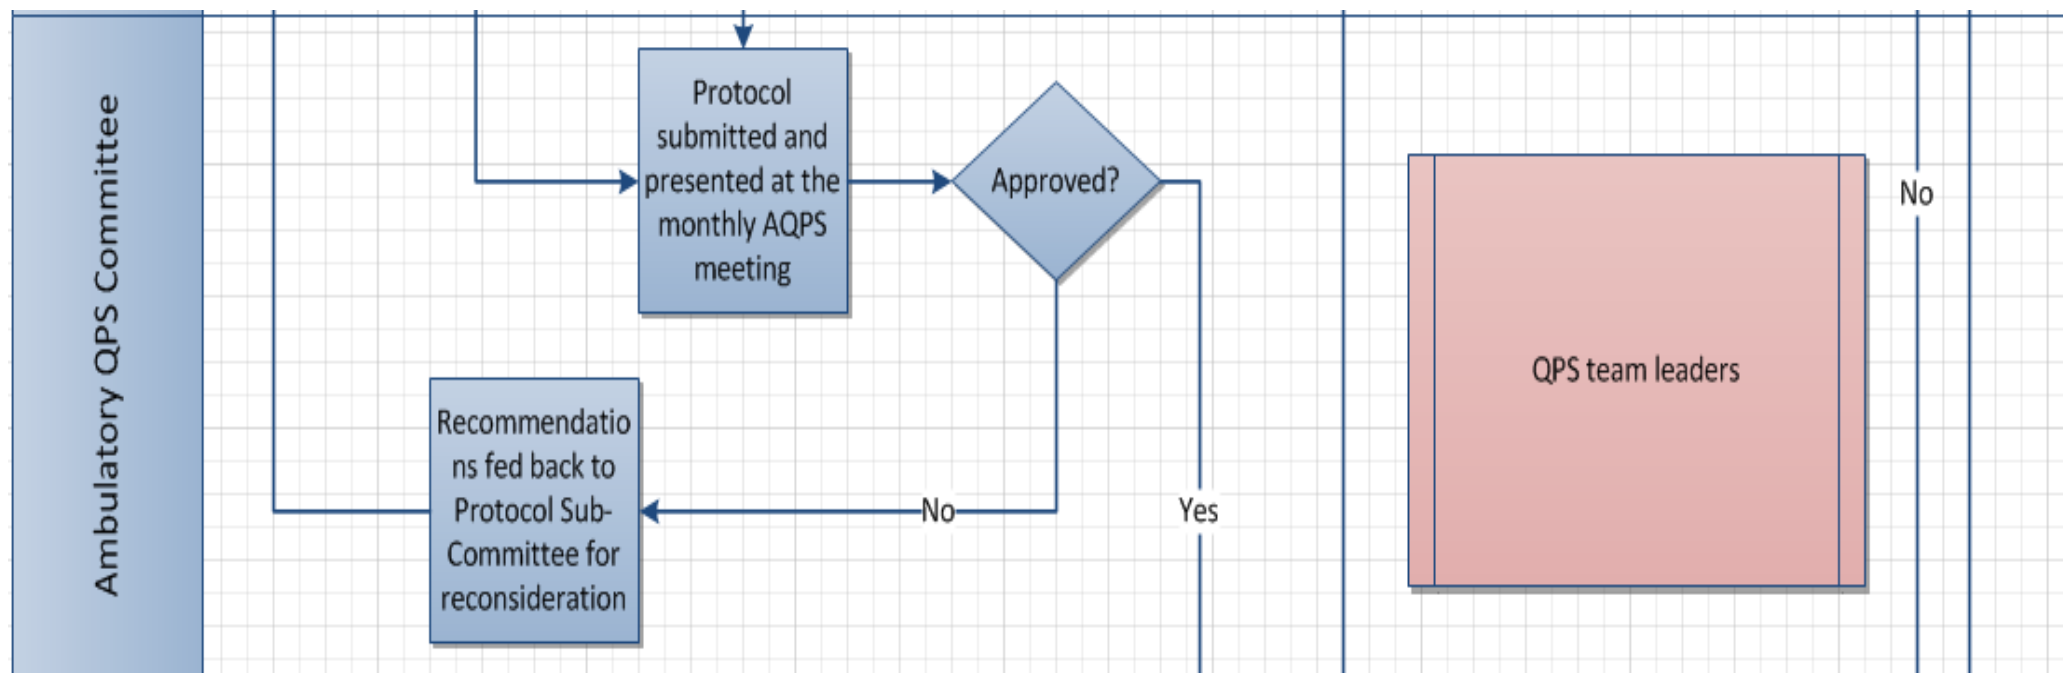 Ambulatory QPS Committee
Protocol
submitted and
presented at the
monthly AQPS
meeting
Approved?
No
QPS team leaders
Recommendatio
ns fed back to
Protocol Sub-
Committee for
reconsideration
No
Yes